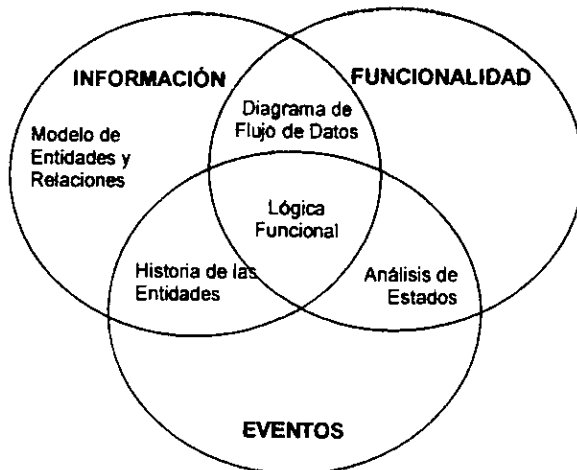 INFORMACIÓN
FUNCIONALIDAD
Diagrama de
Flujo de Datos
Modelo de
Entidades y
Relaciones
Lógica
Funcional
Historia de las
Entidades
Análisis de
Estados
EVENTOS